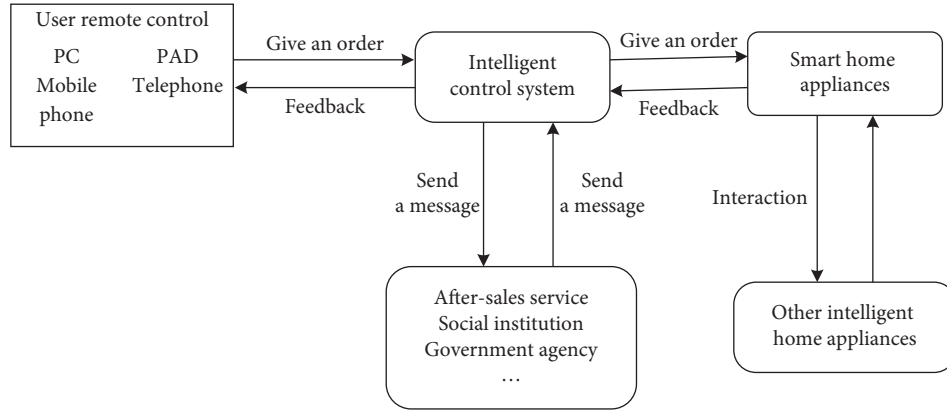 User remote control
PC
PAD
Mobile
phone
Telephone
Give an order
Feedback
Intelligent
control system
Give an order
Feedback
Smart home
appliances
Send
a message
Send
a message
Interaction
After-sales service
Social institution
Government agency
…
Other intelligent
home appliances